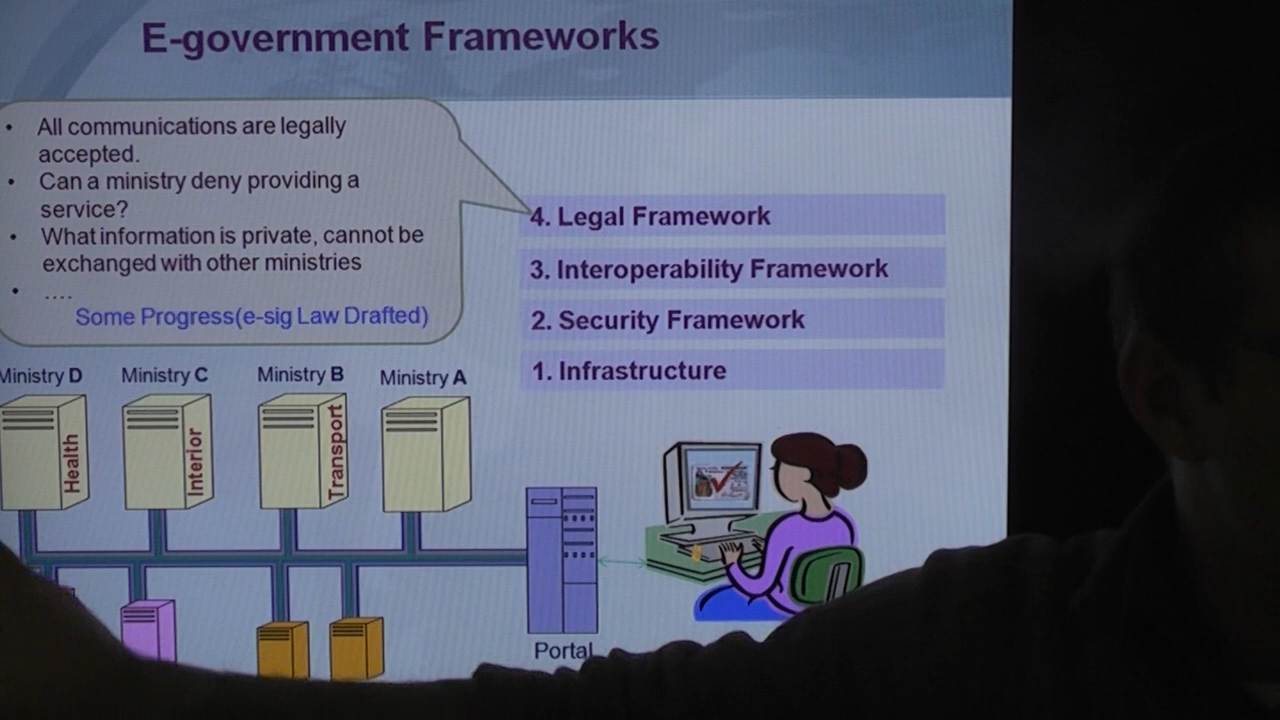 E-government Frameworks
• All communications are legally
accepted.
• Can a ministry deny providing a
service?
• What information is private, cannot be
exchanged with other ministries
• ....
Some Progress(e-sig Law Drafted)
4. Legal Framework
3. Interoperability Framework
2. Security Framework
1. Infrastructure
Ministry D
Ministry C
Ministry B
Ministry A
Health
Interior
Transport
Portal